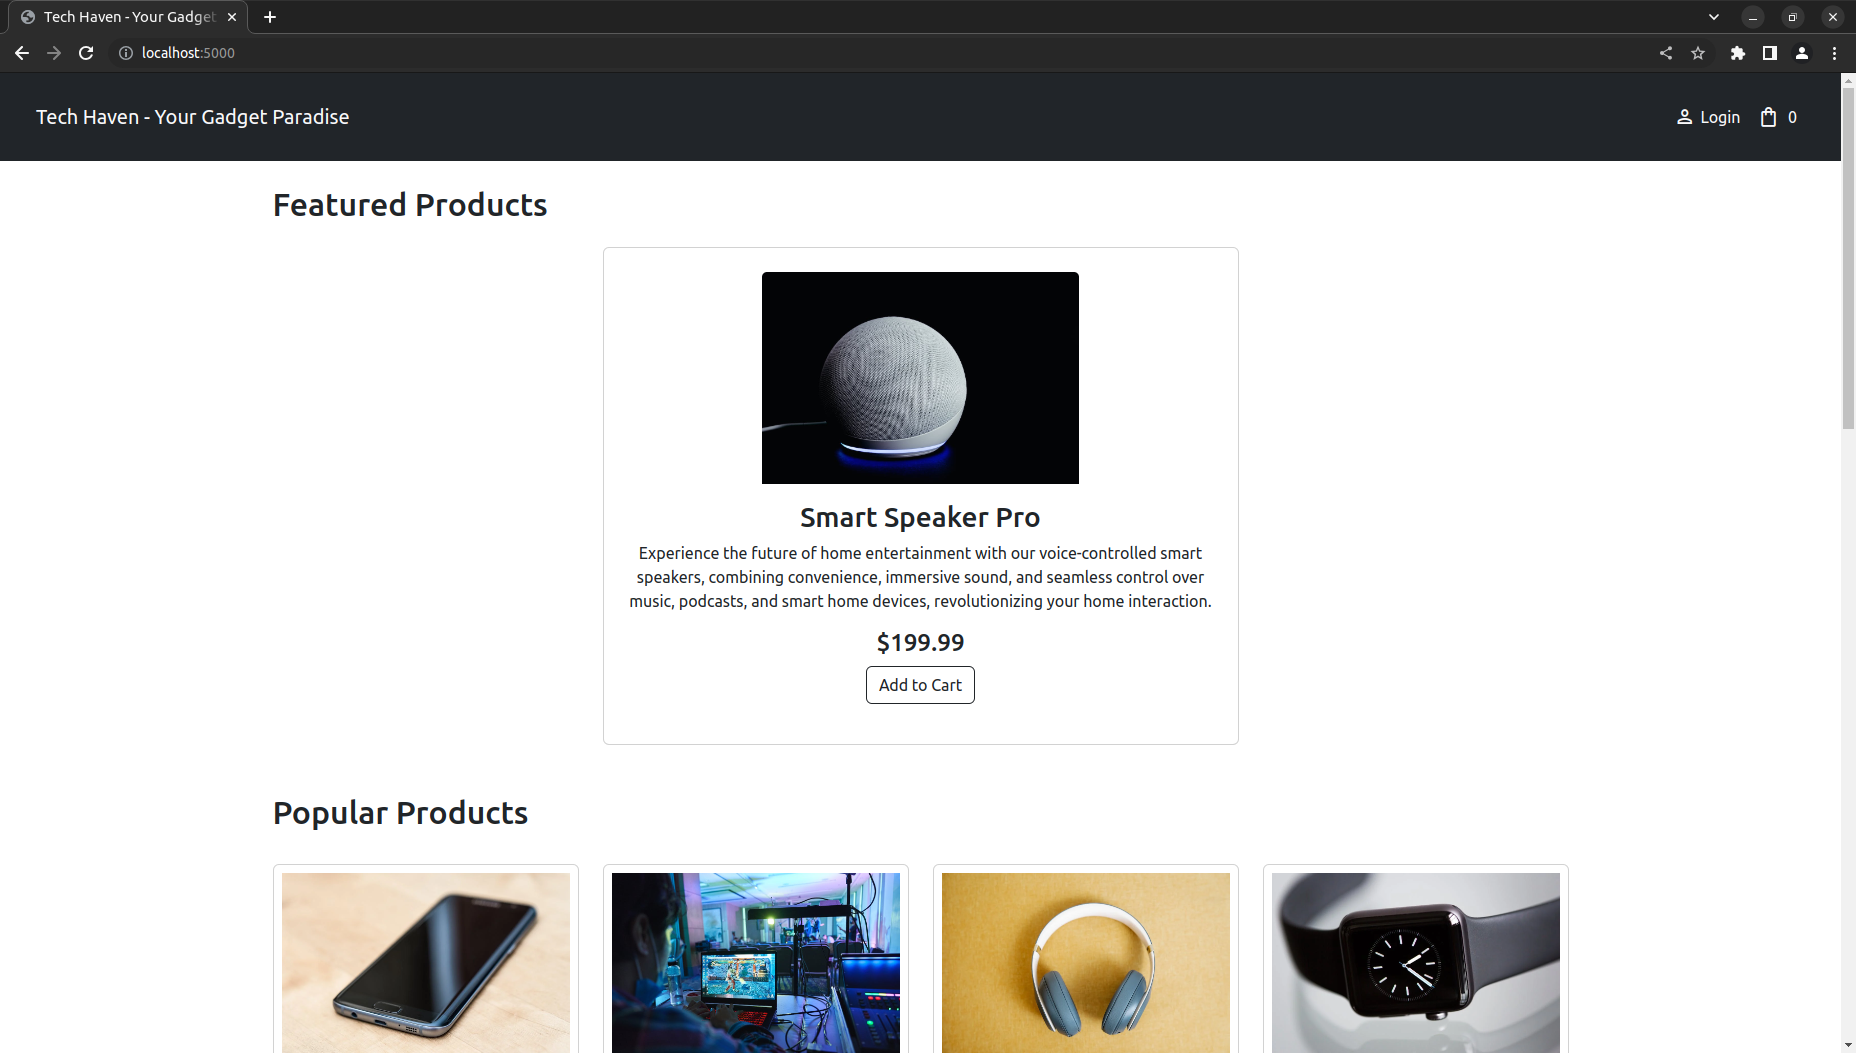 Tech Haven - Your Gadget
localhost:5000
Tech Haven - Your Gadget Paradise
Login
0
Featured Products
Smart Speaker Pro
Experience the future of home entertainment with our voice-controlled smart
speakers, combining convenience, immersive sound, and seamless control over
music, podcasts, and smart home devices, revolutionizing your home interaction.
$199.99
Add to Cart
Popular Products